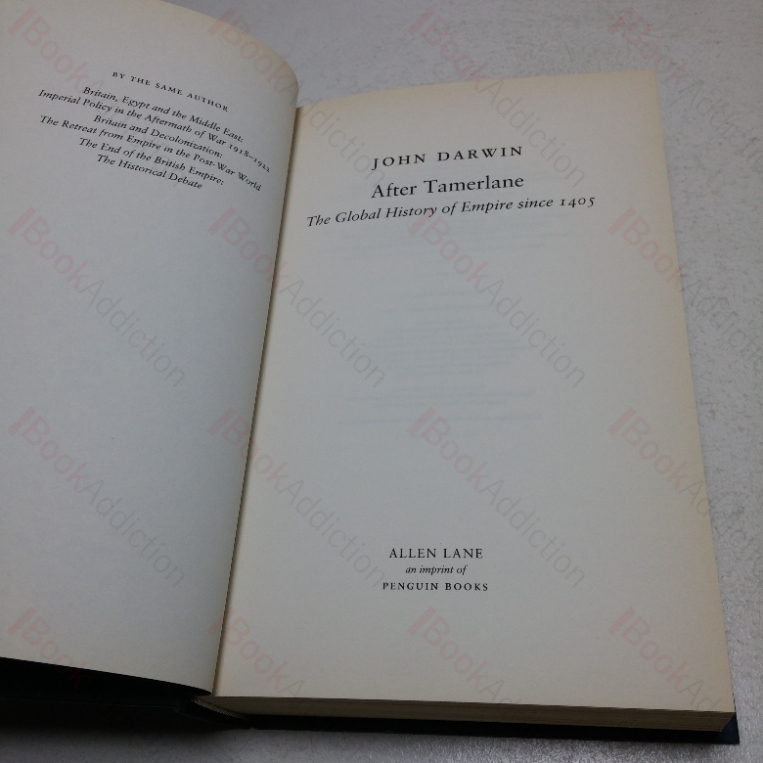 BY THE SAME AUTHOR
Britain, Egypt and the Middle East:
Imperial Policy in the Aftermath of War 1918–1922
Britain and Decolonization:
The Retreat from Empire in the Post-War World
The End of the British Empire:
The Historical Debate
JOHN DARWIN
After Tamerlane
The Global History of Empire since 1405
ALLEN LANE
an imprint of
PENGUIN BOOKS
BookAddiction